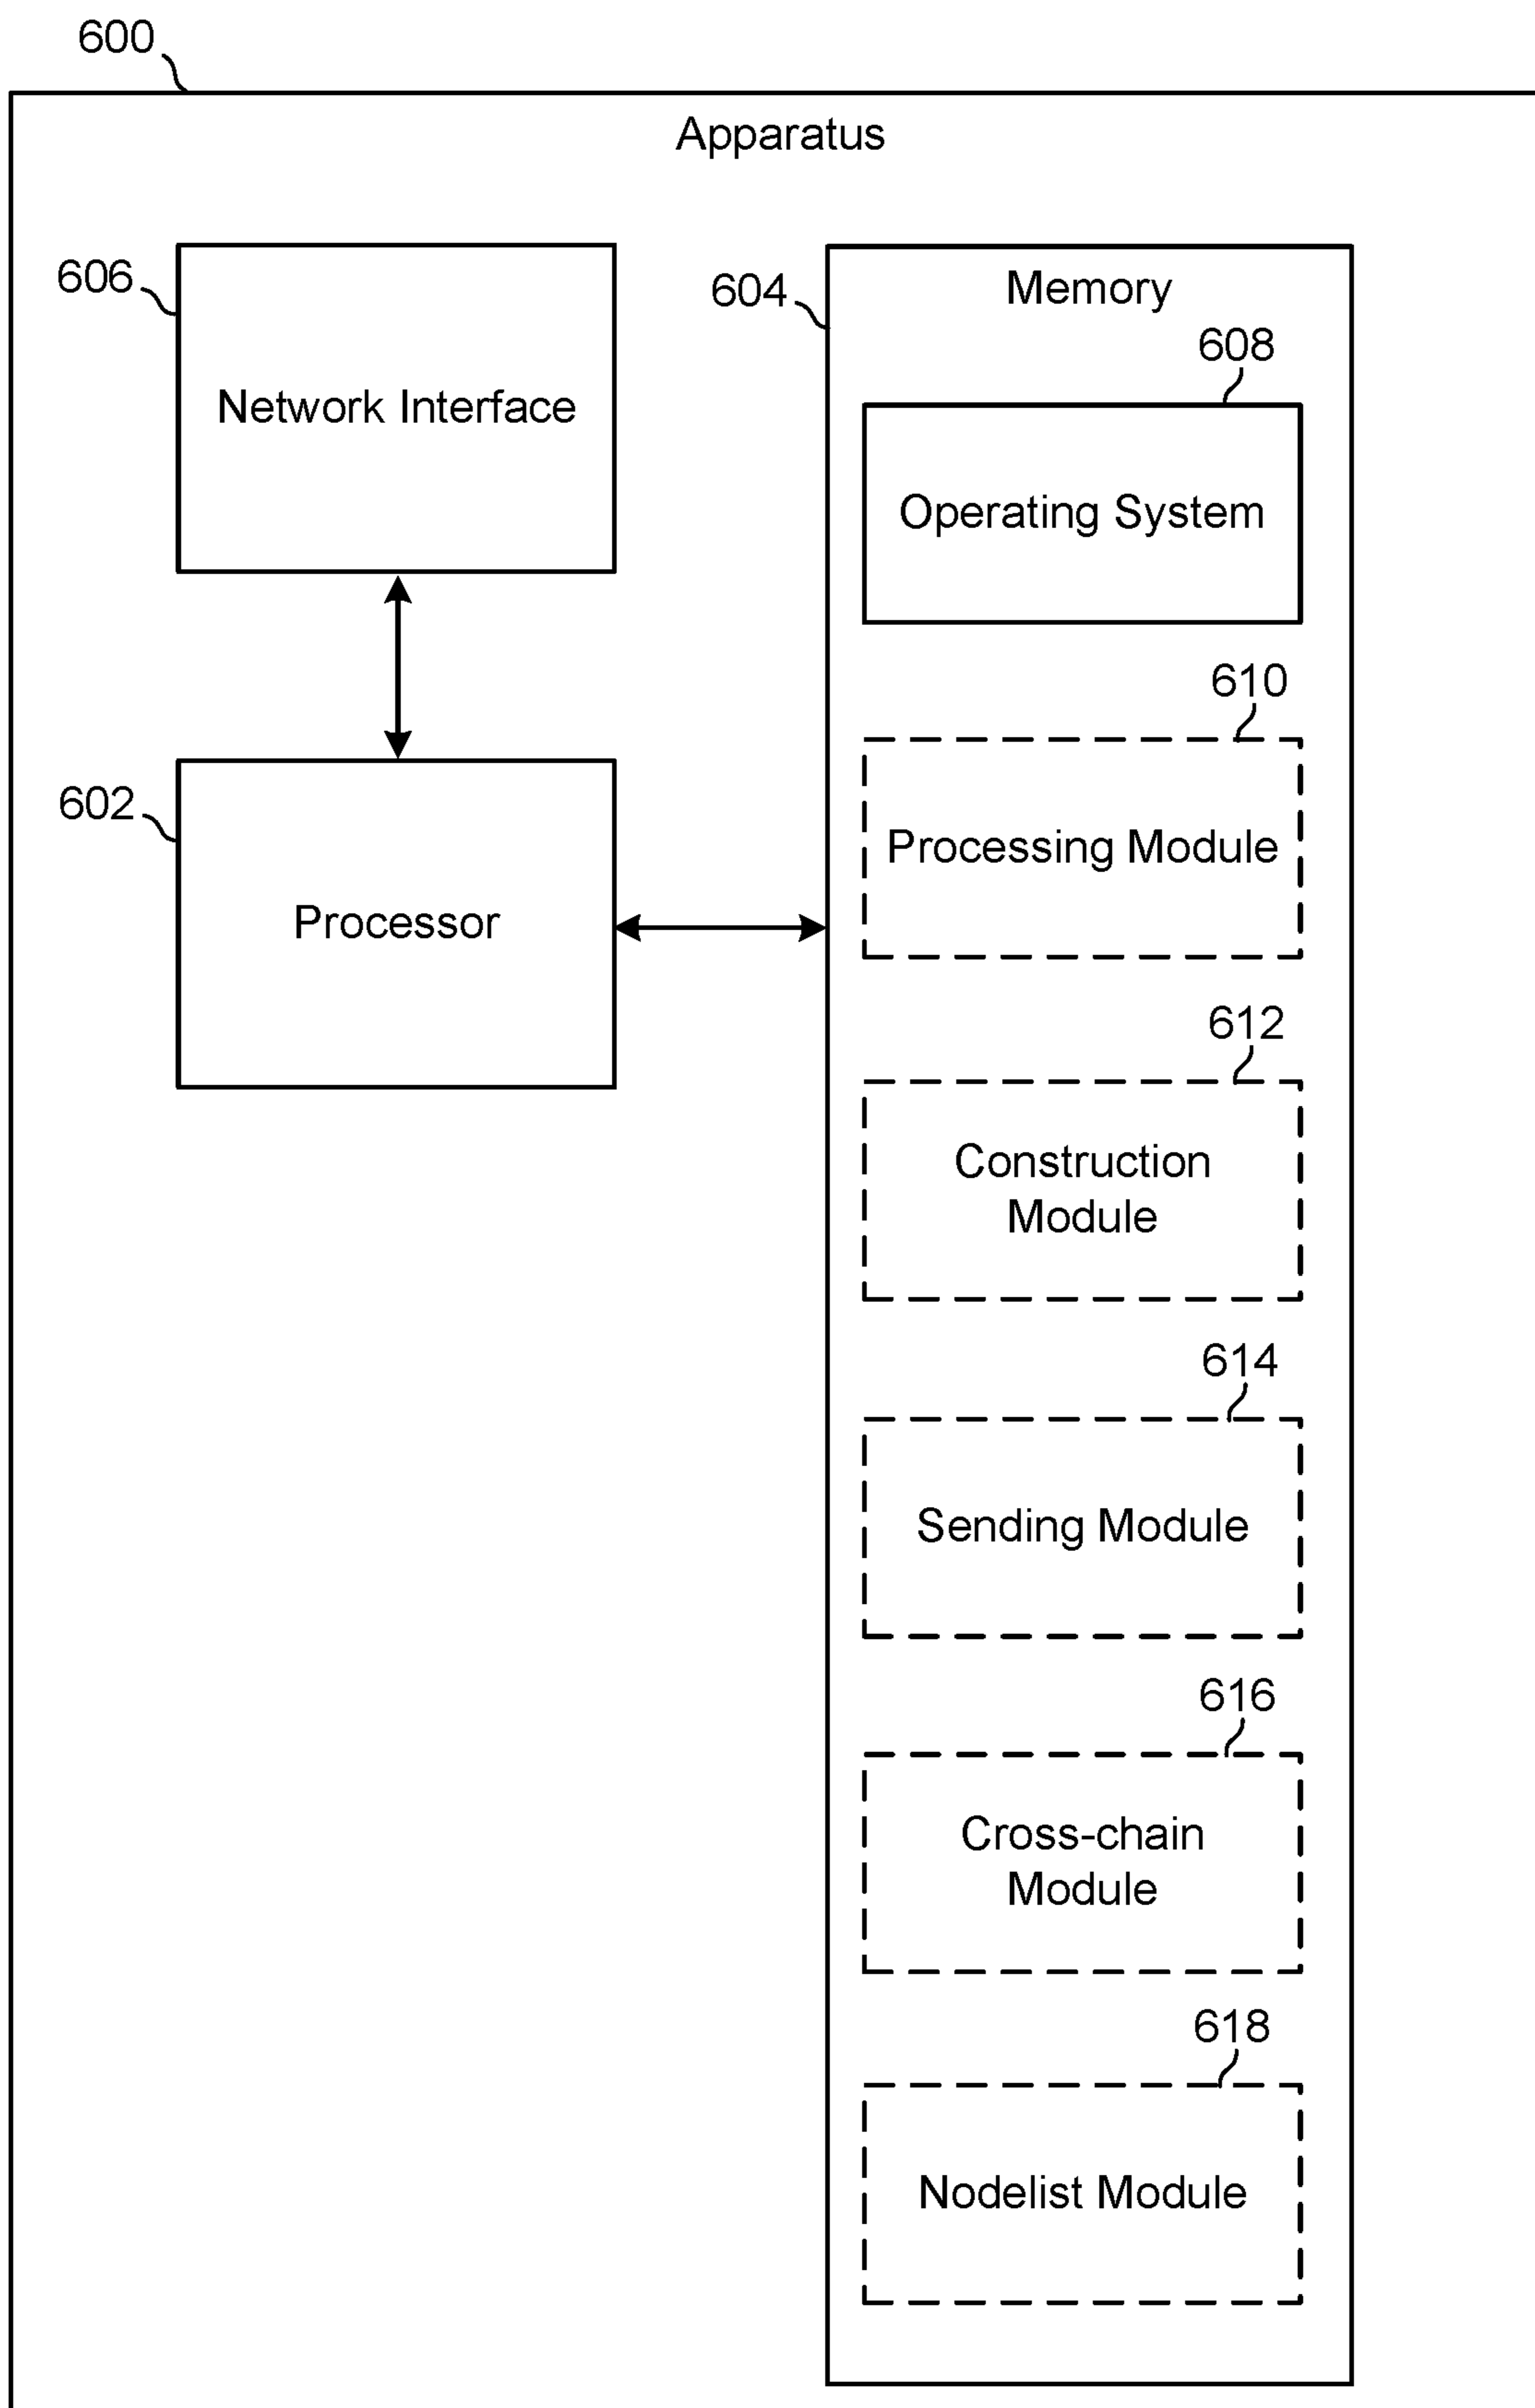 600
Apparatus
606
Network Interface
604
Memory
608
Operating System
610
Processing Module
602
Processor
612
Construction
Module
614
Sending Module
616
Cross-chain
Module
618
Nodelist Module